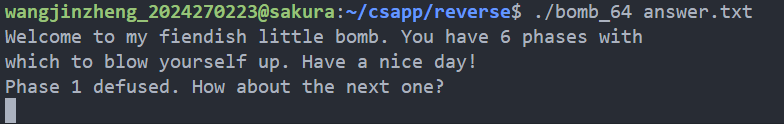 wangjinzheng_2024270223@sakura:~/csapp/reverse$ ./bomb_64 answer.txt
Welcome to my fiendish little bomb. You have 6 phases with
which to blow yourself up. Have a nice day!
Phase 1 defused. How about the next one?